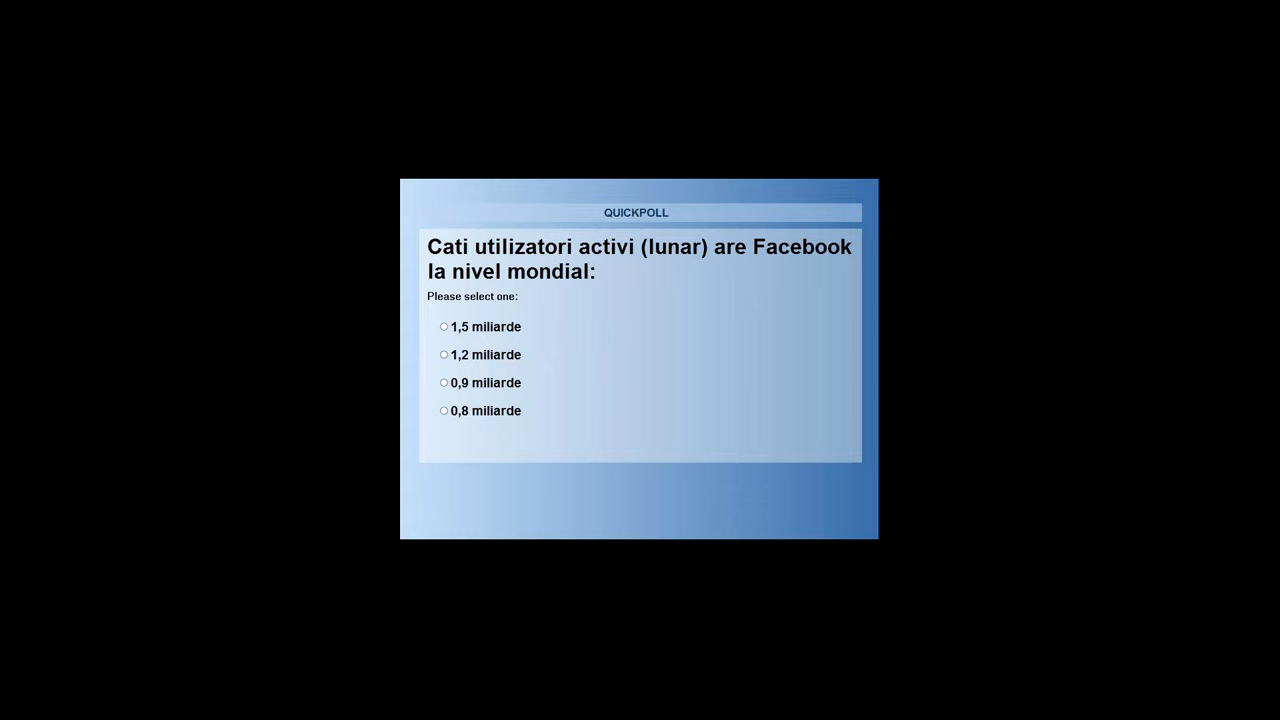 QUICKPOLL
Cati utilizatori activi (lunar) are Facebook
la nivel mondial:
Please select one:
1,5 miliarde
1,2 miliarde
0,9 miliarde
0,8 miliarde